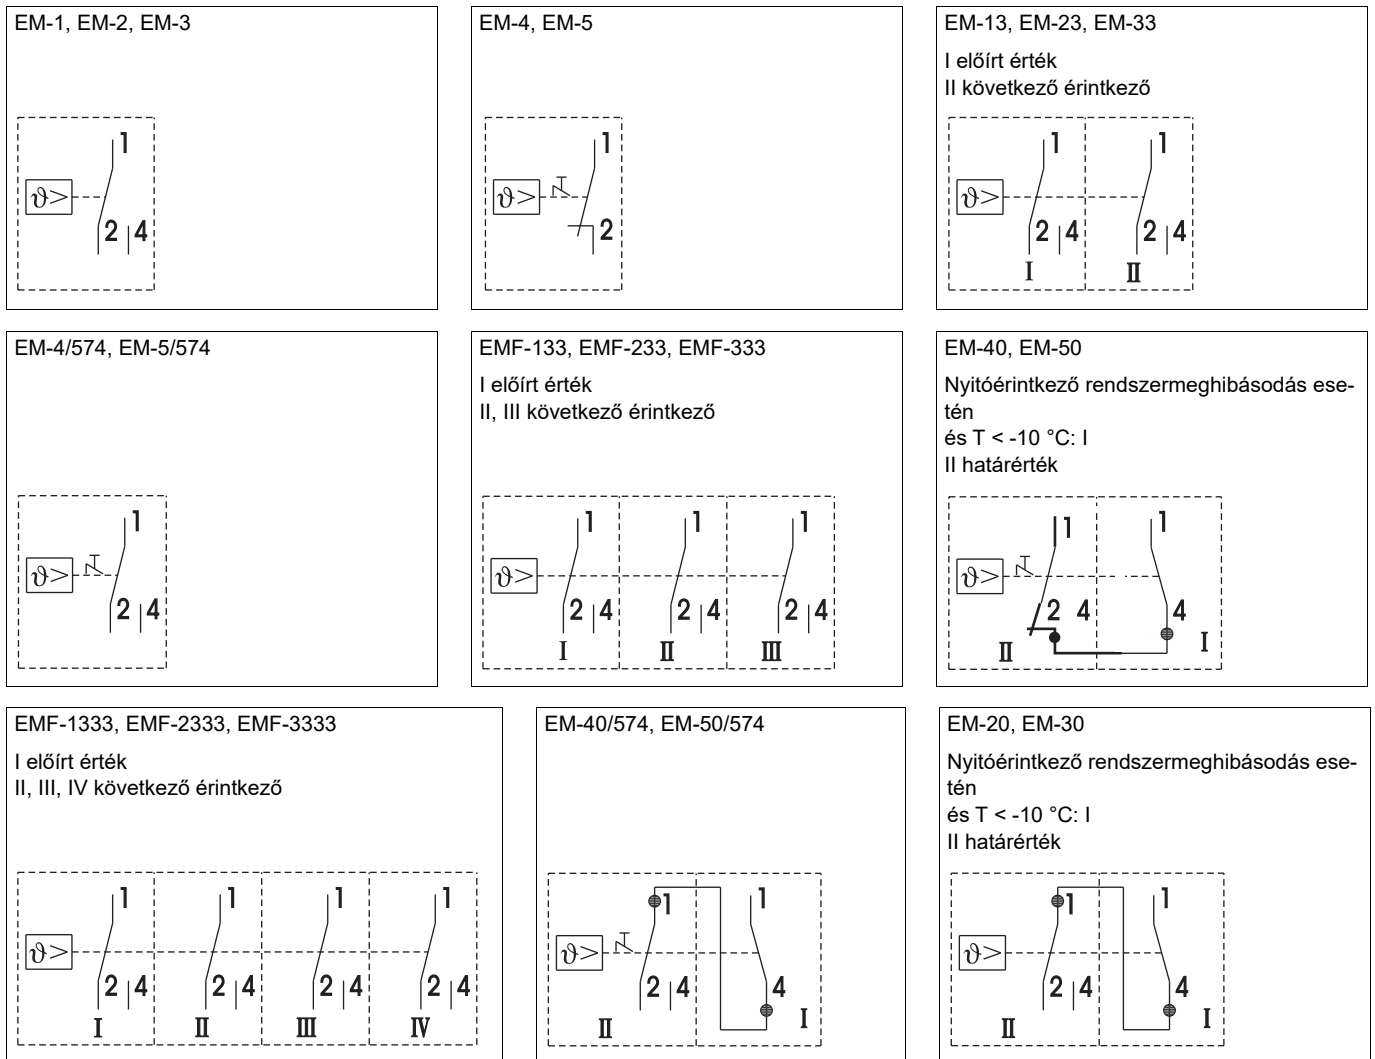 EM-1, EM-2, EM-3
1
ϑ>
2 4
EM-4, EM-5
1
ϑ>
2
EM-13, EM-23, EM-33
I előírt érték
II következő érintkező
1 1
ϑ>
2 4 2 4
I II
EM-4/574, EM-5/574
1
ϑ>
2 4
EMF-133, EMF-233, EMF-333
I előírt érték
II, III következő érintkező
1 1 1
ϑ>
2 4 2 4 2 4
I II III
EM-40, EM-50
Nyitóérintkező rendszermeghibásodás ese-
tén
és T < -10 °C: I
II határérték
1 1
ϑ>
2 4 4
II I
EMF-1333, EMF-2333, EMF-3333
I előírt érték
II, III, IV következő érintkező
1 1 1 1
ϑ>
2 4 2 4 2 4 2 4
I II III IV
EM-40/574, EM-50/574
1 1
ϑ>
2 4 4
II I
EM-20, EM-30
Nyitóérintkező rendszermeghibásodás ese-
tén
és T < -10 °C: I
II határérték
1 1
ϑ>
2 4 4
II I